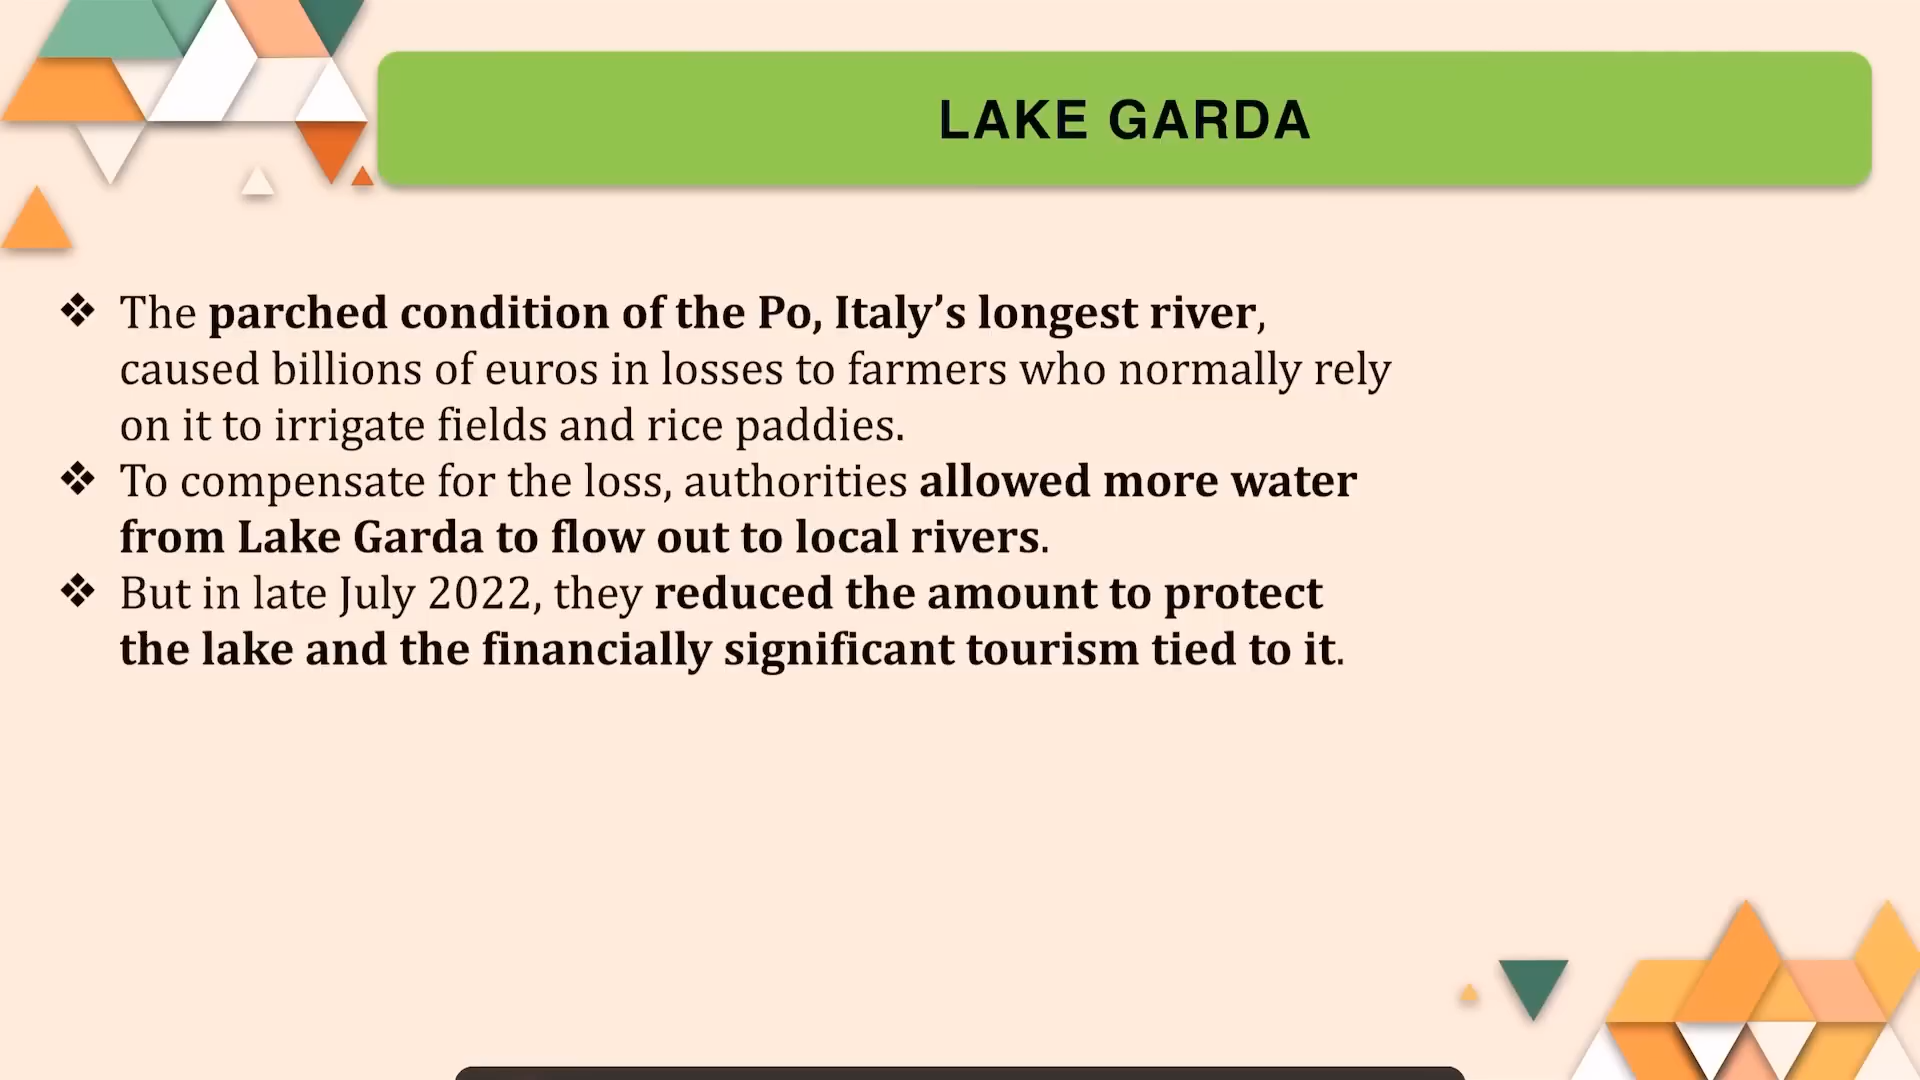 LAKE GARDA
❖ The parched condition of the Po, Italy’s longest river,
caused billions of euros in losses to farmers who normally rely
on it to irrigate fields and rice paddies.
❖ To compensate for the loss, authorities allowed more water
from Lake Garda to flow out to local rivers.
❖ But in late July 2022, they reduced the amount to protect
the lake and the financially significant tourism tied to it.